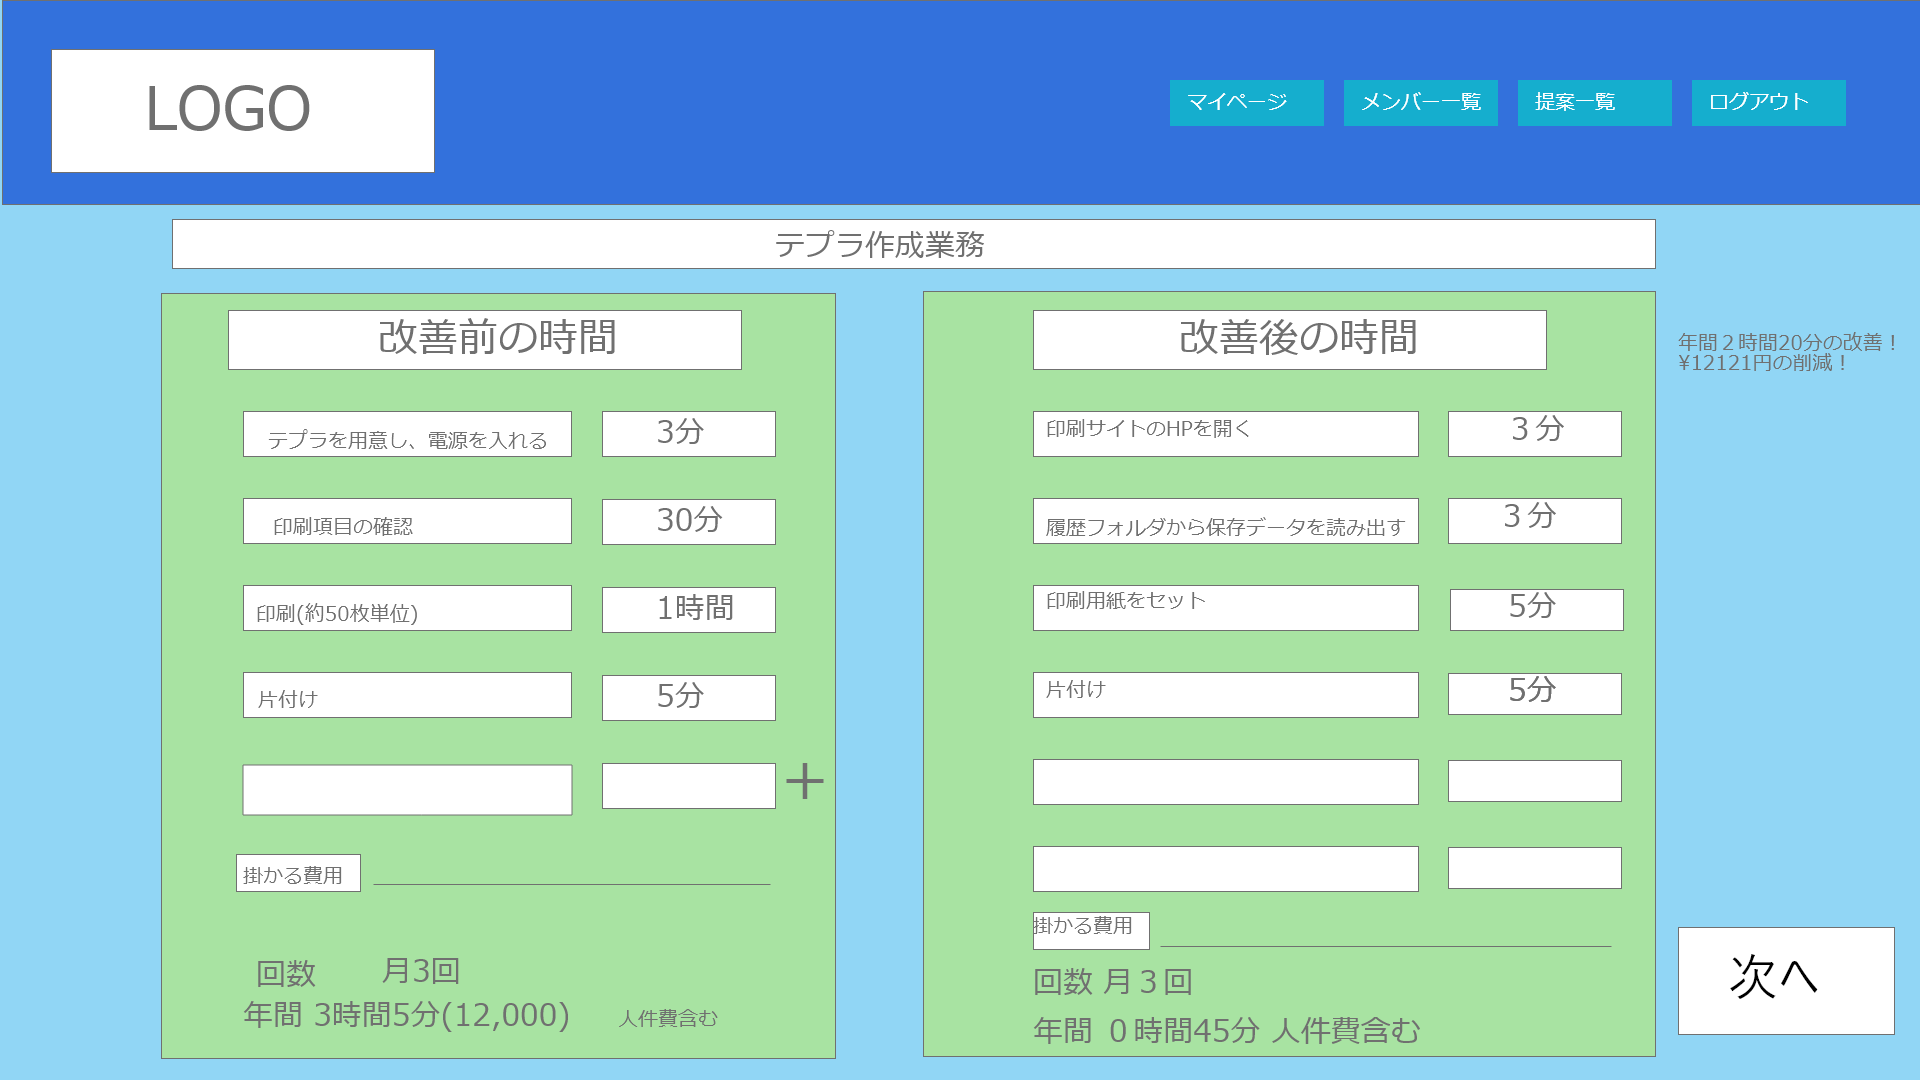 LOGO
マイページ
メンバー一覧
提案一覧
ログアウト
テプラ作成業務
改善前の時間
テプラを用意し、電源を入れる
3分
印刷項目の確認
30分
印刷(約50枚単位)
1時間
片付け
5分
+
掛かる費用
回数 月3回
年間 3時間5分(12,000) 人件費含む
改善後の時間
印刷サイトのHPを開く
３分
履歴フォルダから保存データを読み出す
３分
印刷用紙をセット
5分
片付け
5分
掛かる費用
回数 月３回
年間 ０時間45分 人件費含む
年間２時間20分の改善！
¥12121円の削減！
次へ